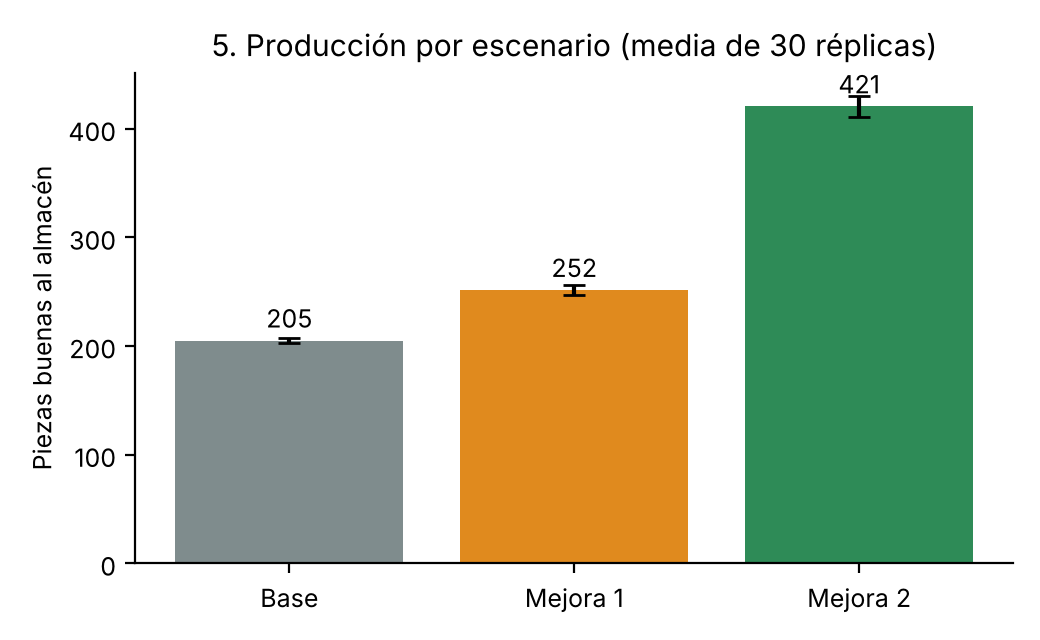 5. Producción por escenario (media de 30 réplicas)
Piezas buenas al almacén
400
300
200
100
0
205
252
421
Base
Mejora 1
Mejora 2